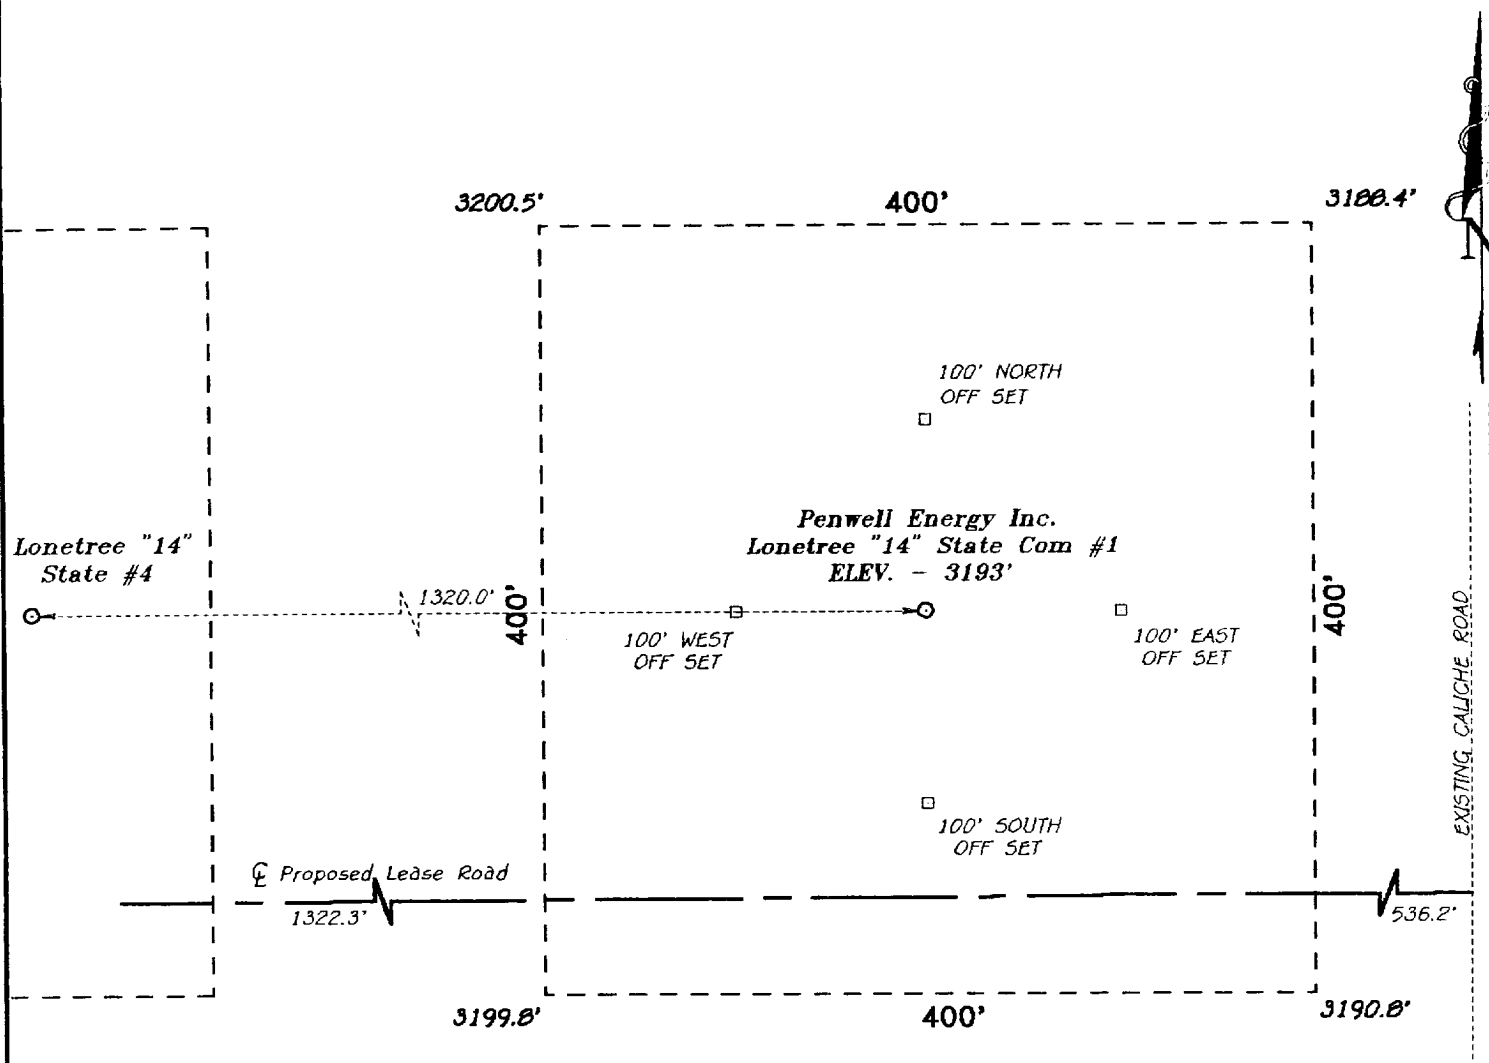 3200.5'
400'
3188.4'
100' NORTH
OFF SET
Penwell Energy Inc.
Lonetree "14" State Com #1
ELEV. - 3193'
Lonetree "14"
State #4
1320.0'
400'
400'
100' WEST
OFF SET
100' EAST
OFF SET
EXISTING CALICHE ROAD
100' SOUTH
OFF SET
℄ Proposed Lease Road
1322.3'
536.2'
3199.8'
400'
3190.8'